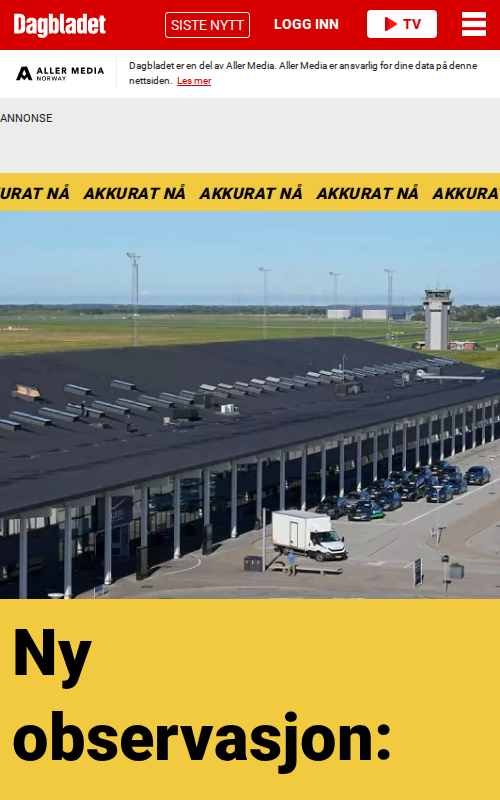 Dagbladet
SISTE NYTT
LOGG INN
TV
ALLER MEDIA
NORWAY
Dagbladet er en del av Aller Media. Aller Media er ansvarlig for dine data på denne
nettsiden. Les mer
ANNONSE
URAT NÅ AKKURAT NÅ AKKURAT NÅ AKKURAT NÅ AKKURA
Ny
observasjon: